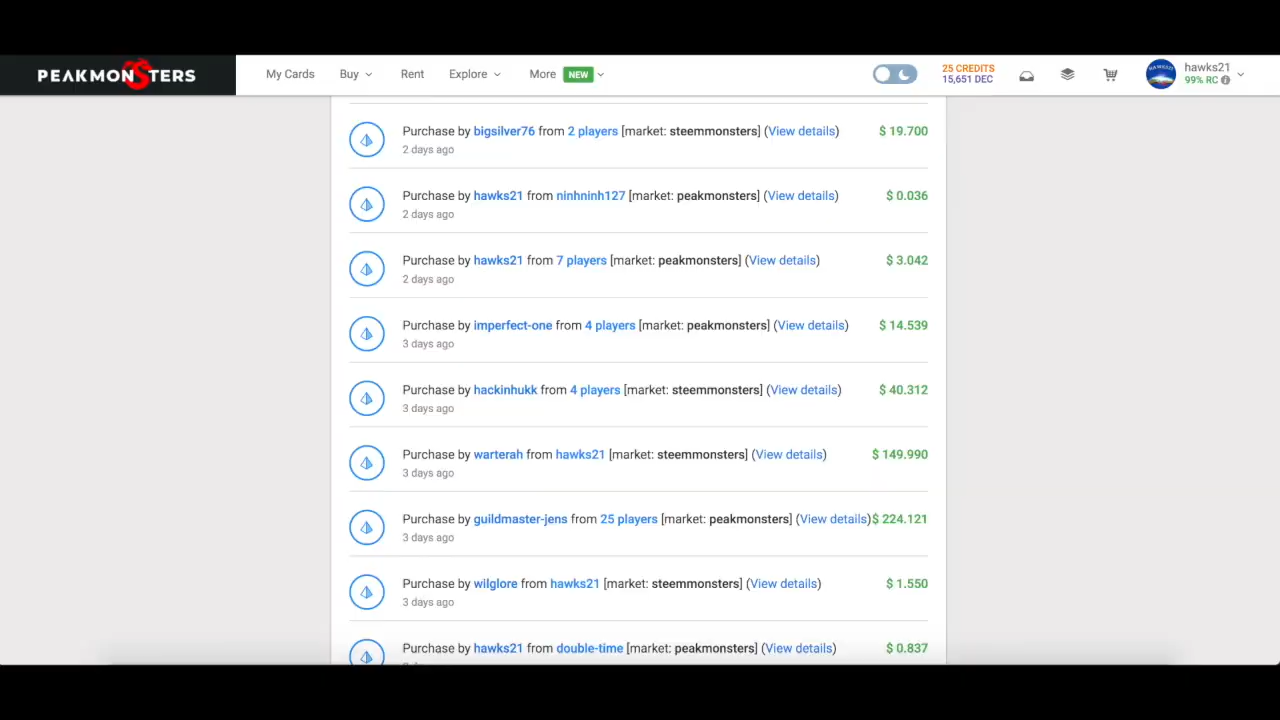 PEAKMONSTERS
My Cards
Buy
Rent
Explore
More
NEW
25 CREDITS
15,651 DEC
hawks21
99% RC
Purchase by bigsilver76 from 2 players [market: steemmonsters] (View details) $ 19.700
2 days ago
Purchase by hawks21 from ninhninh127 [market: peakmonsters] (View details) $ 0.036
2 days ago
Purchase by hawks21 from 7 players [market: peakmonsters] (View details) $ 3.042
2 days ago
Purchase by imperfect-one from 4 players [market: peakmonsters] (View details) $ 14.539
3 days ago
Purchase by hackinhukk from 4 players [market: steemmonsters] (View details) $ 40.312
3 days ago
Purchase by warterah from hawks21 [market: steemmonsters] (View details) $ 149.990
3 days ago
Purchase by guildmaster-jens from 25 players [market: peakmonsters] (View details) $ 224.121
3 days ago
Purchase by wilglore from hawks21 [market: steemmonsters] (View details) $ 1.550
3 days ago
Purchase by hawks21 from double-time [market: peakmonsters] (View details) $ 0.837